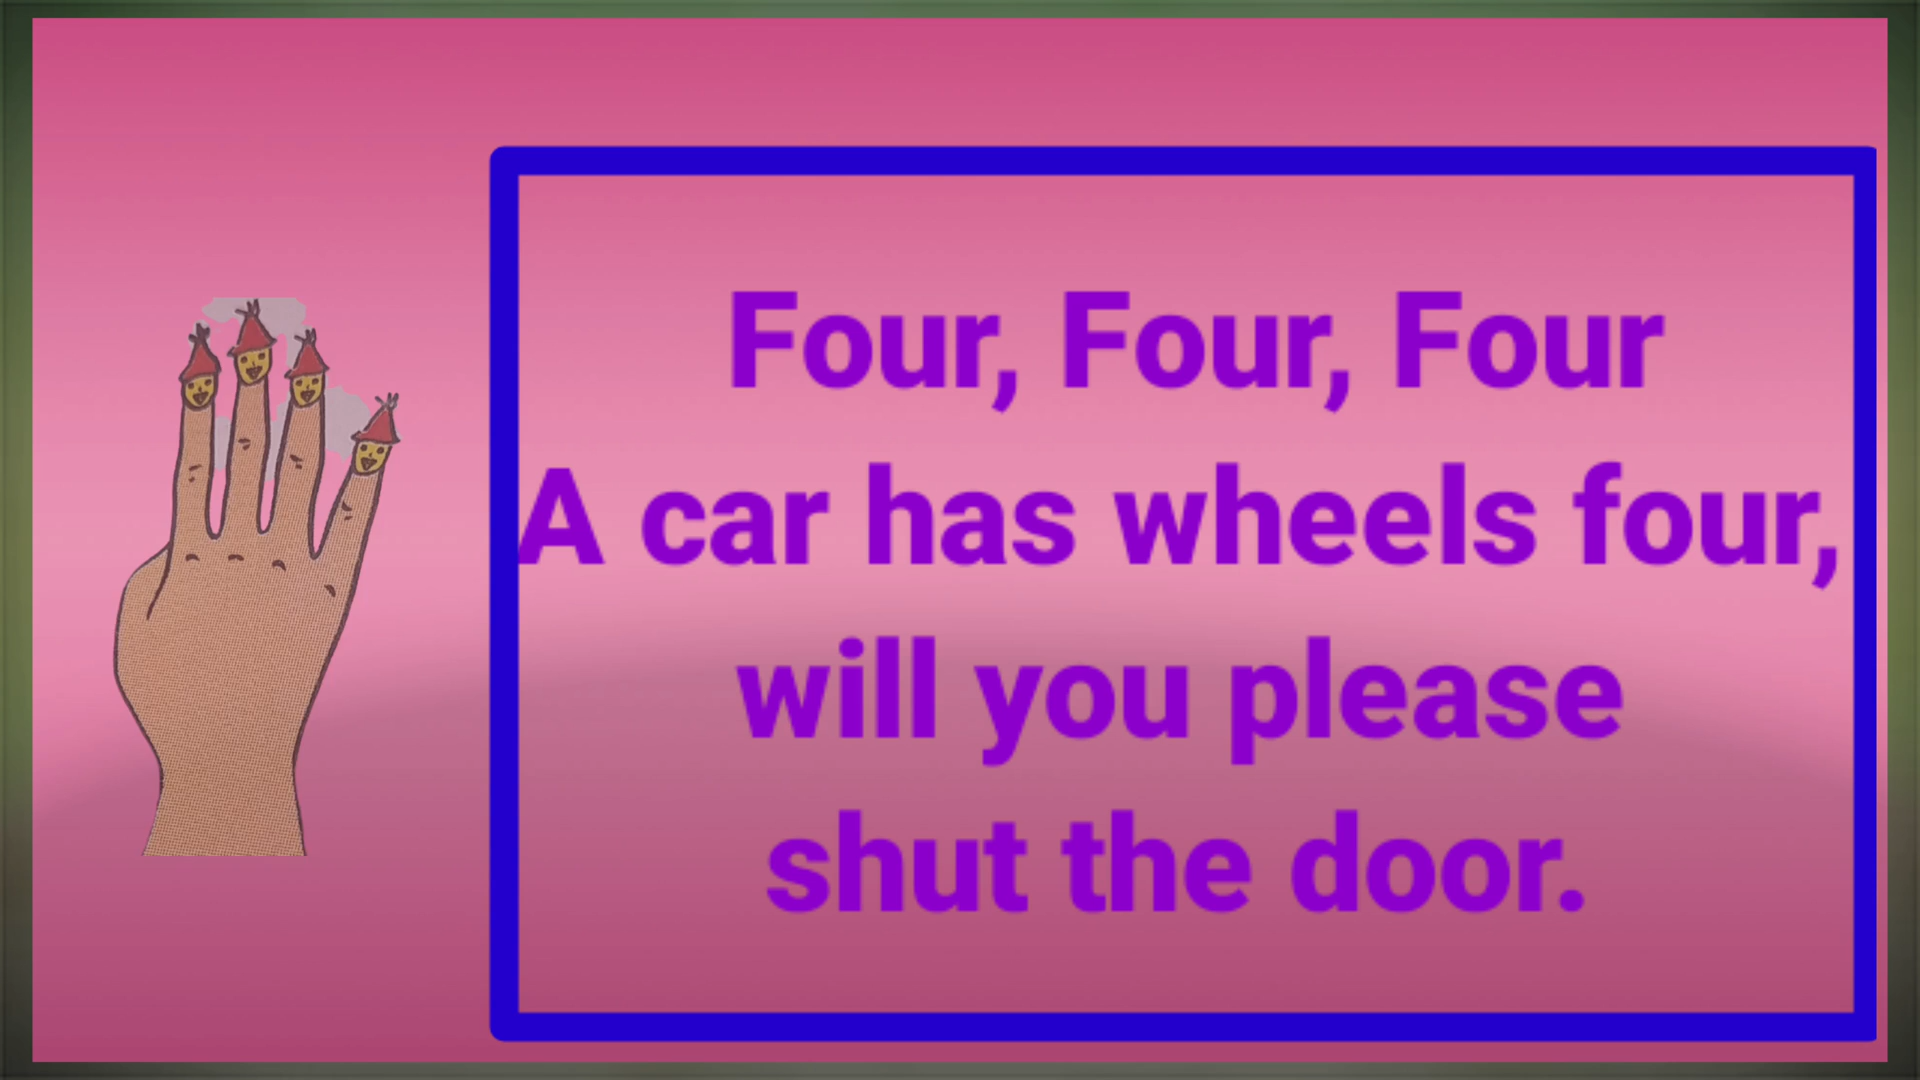 Four, Four, Four
A car has wheels four,
will you please
shut the door.